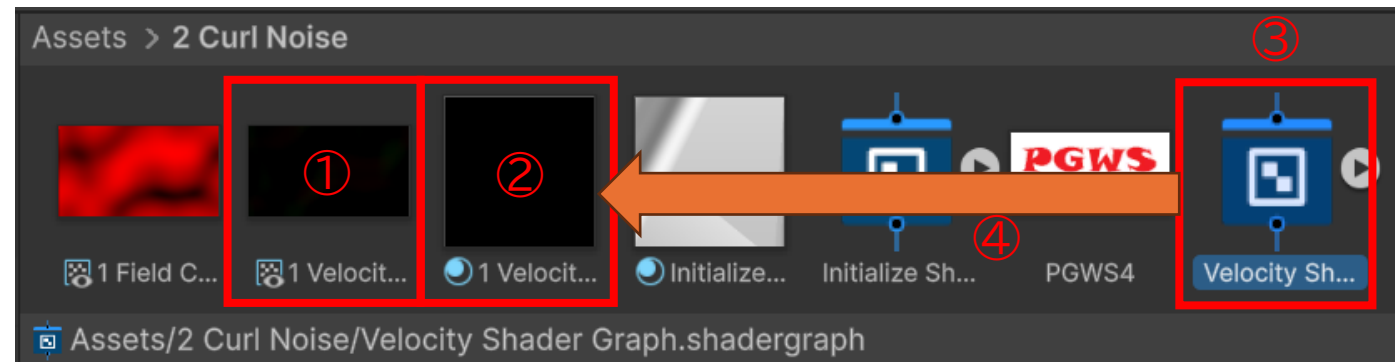 Assets > 2 Curl Noise
③
①
②
PGWS
④
1 Field C...
1 Velocit...
1 Velocit...
Initialize...
Initialize Sh...
PGWS4
Velocity Sh...
Assets/2 Curl Noise/Velocity Shader Graph.shadergraph